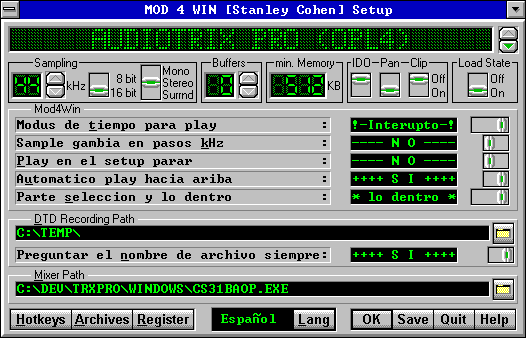 MOD 4 WIN [Stanley Cohen] Setup
AUDIOTRIX PRO (OPL4)
Sampling
44 kHz
8 bit
16 bit
Mono
Stereo
Surrnd
Buffers
min. Memory
KB
IDO Pan Clip
Off
On
Load State
Off
On
Mod4Win
Modus de tiempo para play : !-Interupto-!
Sample gambia en pasos kHz : ----- N O -----
Play en el setup parar : ----- N O -----
Automatico play hacia ariba : ++++ S I ++++
Parte seleccion y lo dentro : * lo dentro *
DTD Recording Path
C:\TEMP\
Preguntar el nombre de archivo siempre: ++++ S I ++++
Mixer Path
C:\DEV\TRXPRO\WINDOWS\CS31BAOP.EXE
Hotkeys Archives Register Español Lang OK Save Quit Help